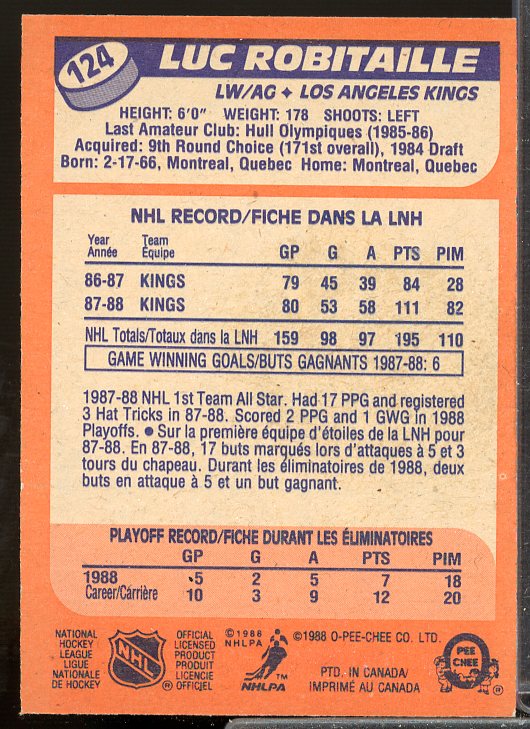 124
LUC ROBITAILLE
LW/AG ✦ LOS ANGELES KINGS
HEIGHT: 6'0" WEIGHT: 178 SHOOTS: LEFT
Last Amateur Club: Hull Olympiques (1985-86)
Acquired: 9th Round Choice (171st overall), 1984 Draft
Born: 2-17-66, Montreal, Quebec Home: Montreal, Quebec
NHL RECORD/FICHE DANS LA LNH
Year Team
Année Équipe GP G A PTS PIM
86-87 KINGS 79 45 39 84 28
87-88 KINGS 80 53 58 111 82
NHL Totals/Totaux dans la LNH 159 98 97 195 110
GAME WINNING GOALS/BUTS GAGNANTS 1987-88: 6
1987-88 NHL 1st Team All Star. Had 17 PPG and registered
3 Hat Tricks in 87-88. Scored 2 PPG and 1 GWG in 1988
Playoffs. ● Sur la première équipe d'étoiles de la LNH pour
87-88. En 87-88, 17 buts marqués lors d'attaques à 5 et 3
tours du chapeau. Durant les éliminatoires de 1988, deux
buts en attaque à 5 et un but gagnant.
PLAYOFF RECORD/FICHE DURANT LES ÉLIMINATOIRES
GP G A PTS PIM
1988 5 2 5 7 18
Career/Carrière 10 3 9 12 20
NATIONAL
HOCKEY
LEAGUE
LIGUE
NATIONALE
DE HOCKEY
NHL
®
OFFICIAL
LICENSED
PRODUCT
PRODUIT
LICENCIE
OFFICIEL
©1988
NHLPA
™
NHLPA
©1988 O-PEE-CHEE CO. LTD.
PTD. IN CANADA/
IMPRIMÉ AU CANADA
PEE
CHEE
®